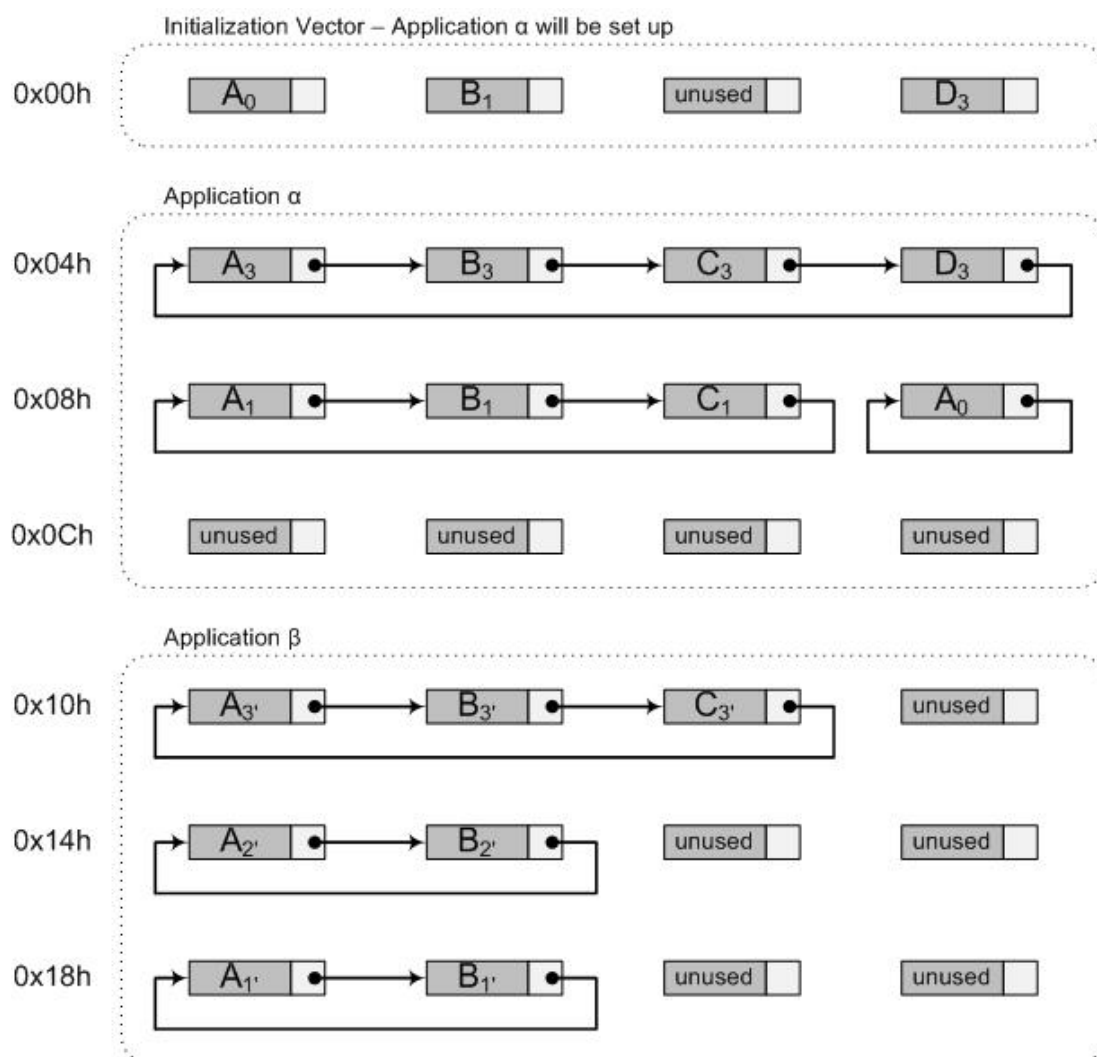 Initialization Vector – Application α will be set up
0x00h A₀ B₁ unused D₃
Application α
0x04h A₃ B₃ C₃ D₃
0x08h A₁ B₁ C₁ A₀
0x0Ch unused unused unused unused
Application β
0x10h A₃' B₃' C₃' unused
0x14h A₂' B₂' unused unused
0x18h A₁' B₁' unused unused